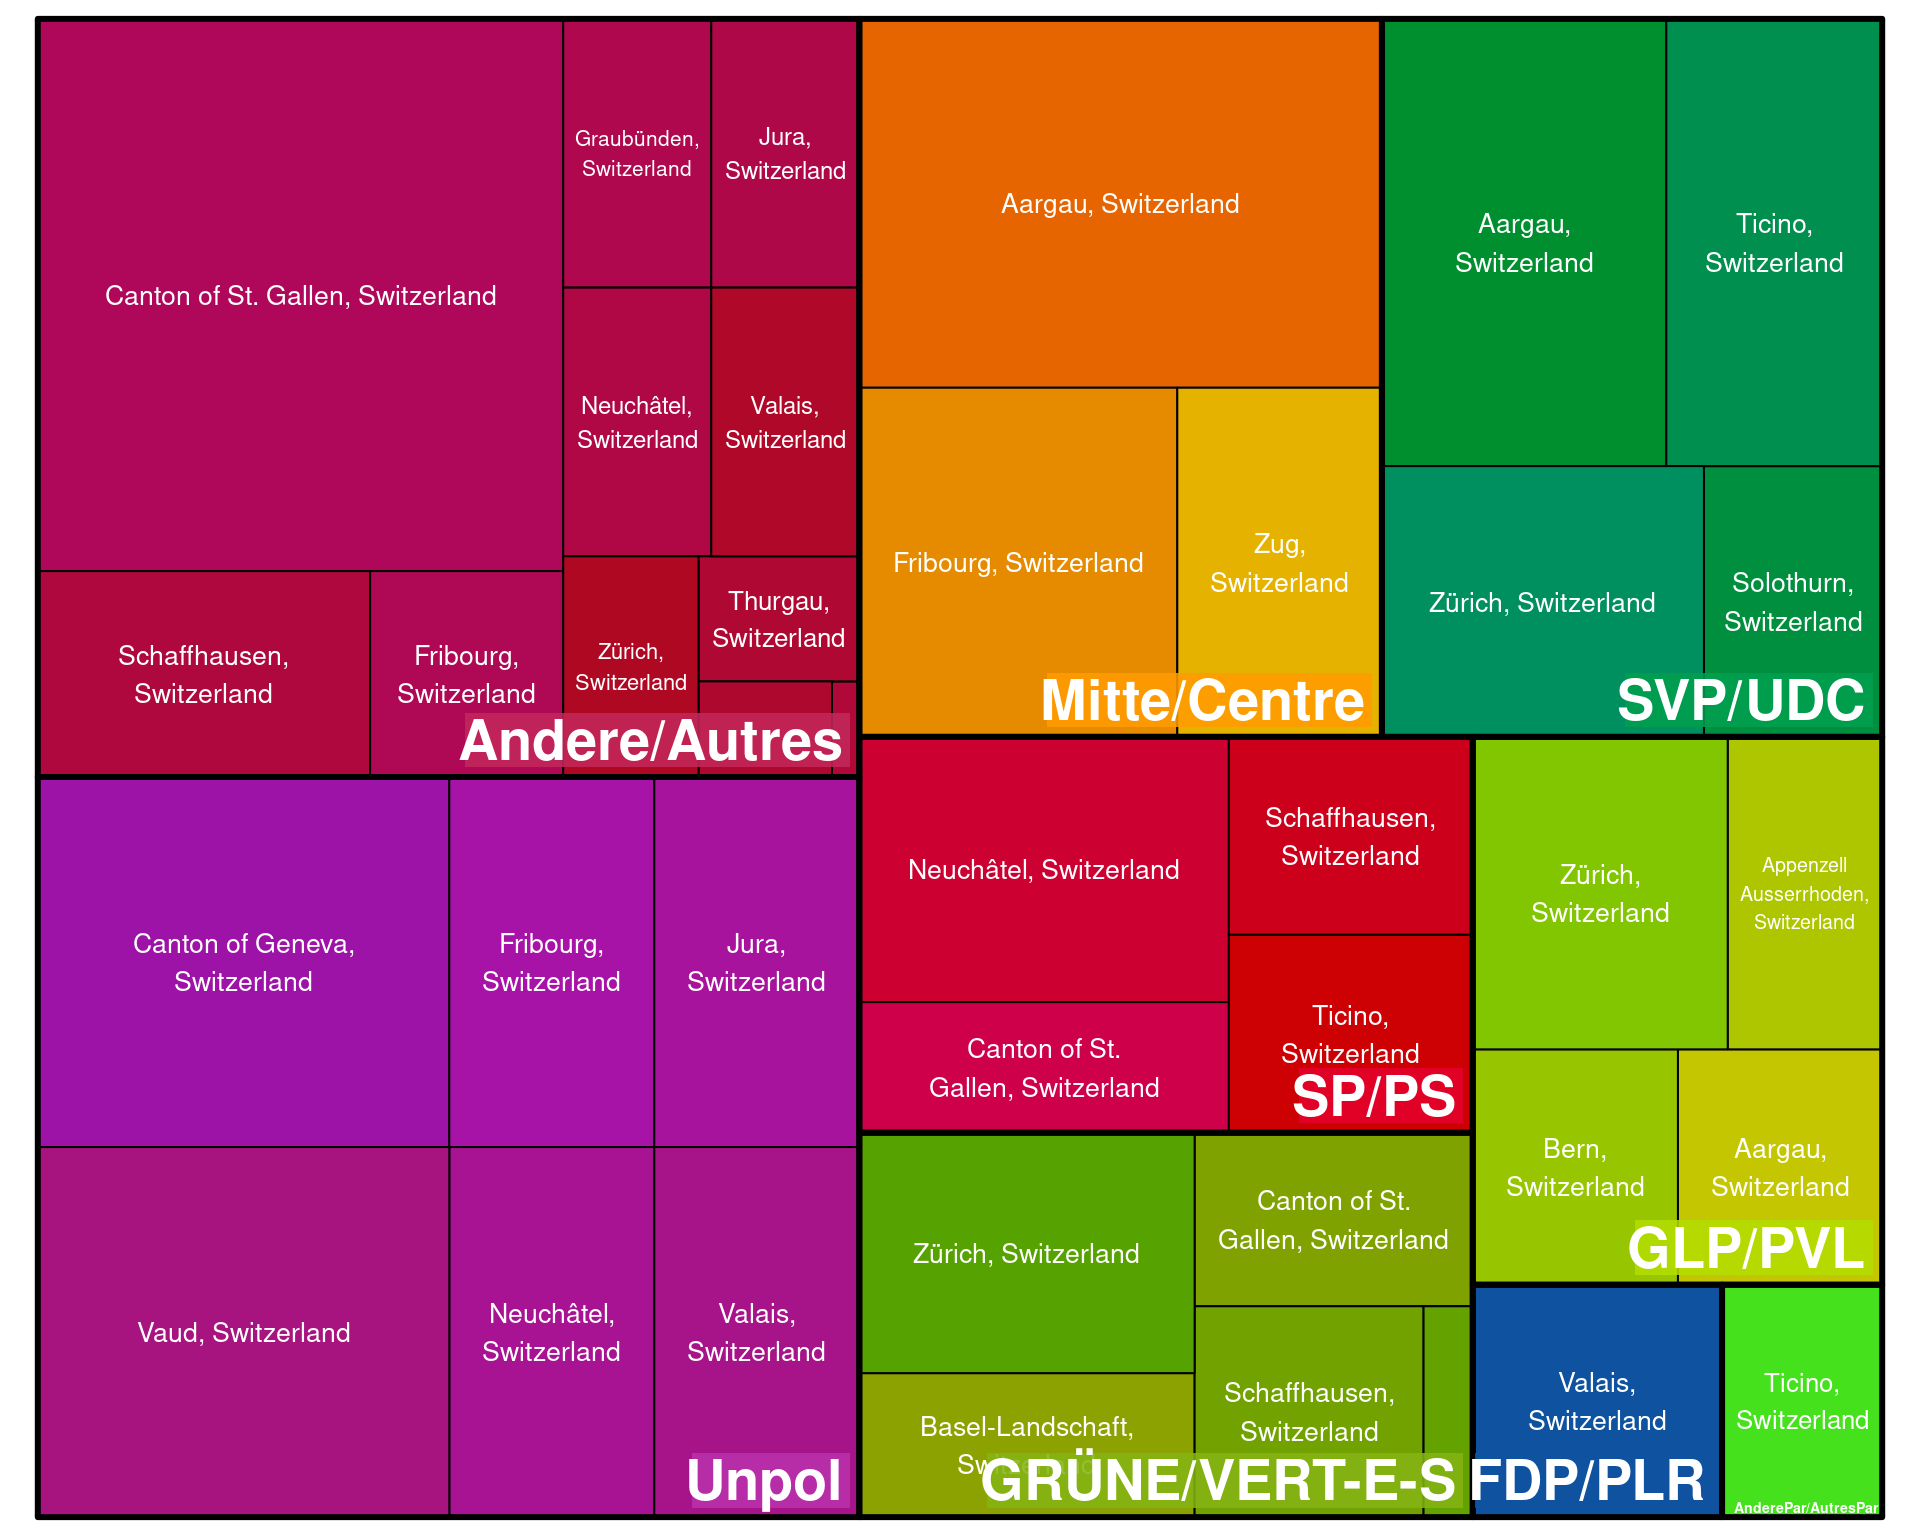 Canton of St. Gallen, Switzerland
Graubünden,
Switzerland
Jura,
Switzerland
Neuchâtel,
Switzerland
Valais,
Switzerland
Schaffhausen,
Switzerland
Fribourg,
Switzerland
Zürich,
Switzerland
Thurgau,
Switzerland
Andere/Autres
Canton of Geneva,
Switzerland
Fribourg,
Switzerland
Jura,
Switzerland
Vaud, Switzerland
Neuchâtel,
Switzerland
Valais,
Switzerland
Unpol
Aargau, Switzerland
Fribourg, Switzerland
Zug,
Switzerland
Mitte/Centre
Aargau,
Switzerland
Ticino,
Switzerland
Zürich, Switzerland
Solothurn,
Switzerland
SVP/UDC
Neuchâtel, Switzerland
Schaffhausen,
Switzerland
Canton of St.
Gallen, Switzerland
Ticino,
Switzerland
SP/PS
Zürich,
Switzerland
Appenzell
Ausserrhoden,
Switzerland
Bern,
Switzerland
Aargau,
Switzerland
GLP/PVL
Zürich, Switzerland
Canton of St.
Gallen, Switzerland
Basel-Landschaft,
Switzerland
Schaffhausen,
Switzerland
GRÜNE/VERT-E-S
Valais,
Switzerland
FDP/PLR
Ticino,
Switzerland
AnderePar/AutresPar